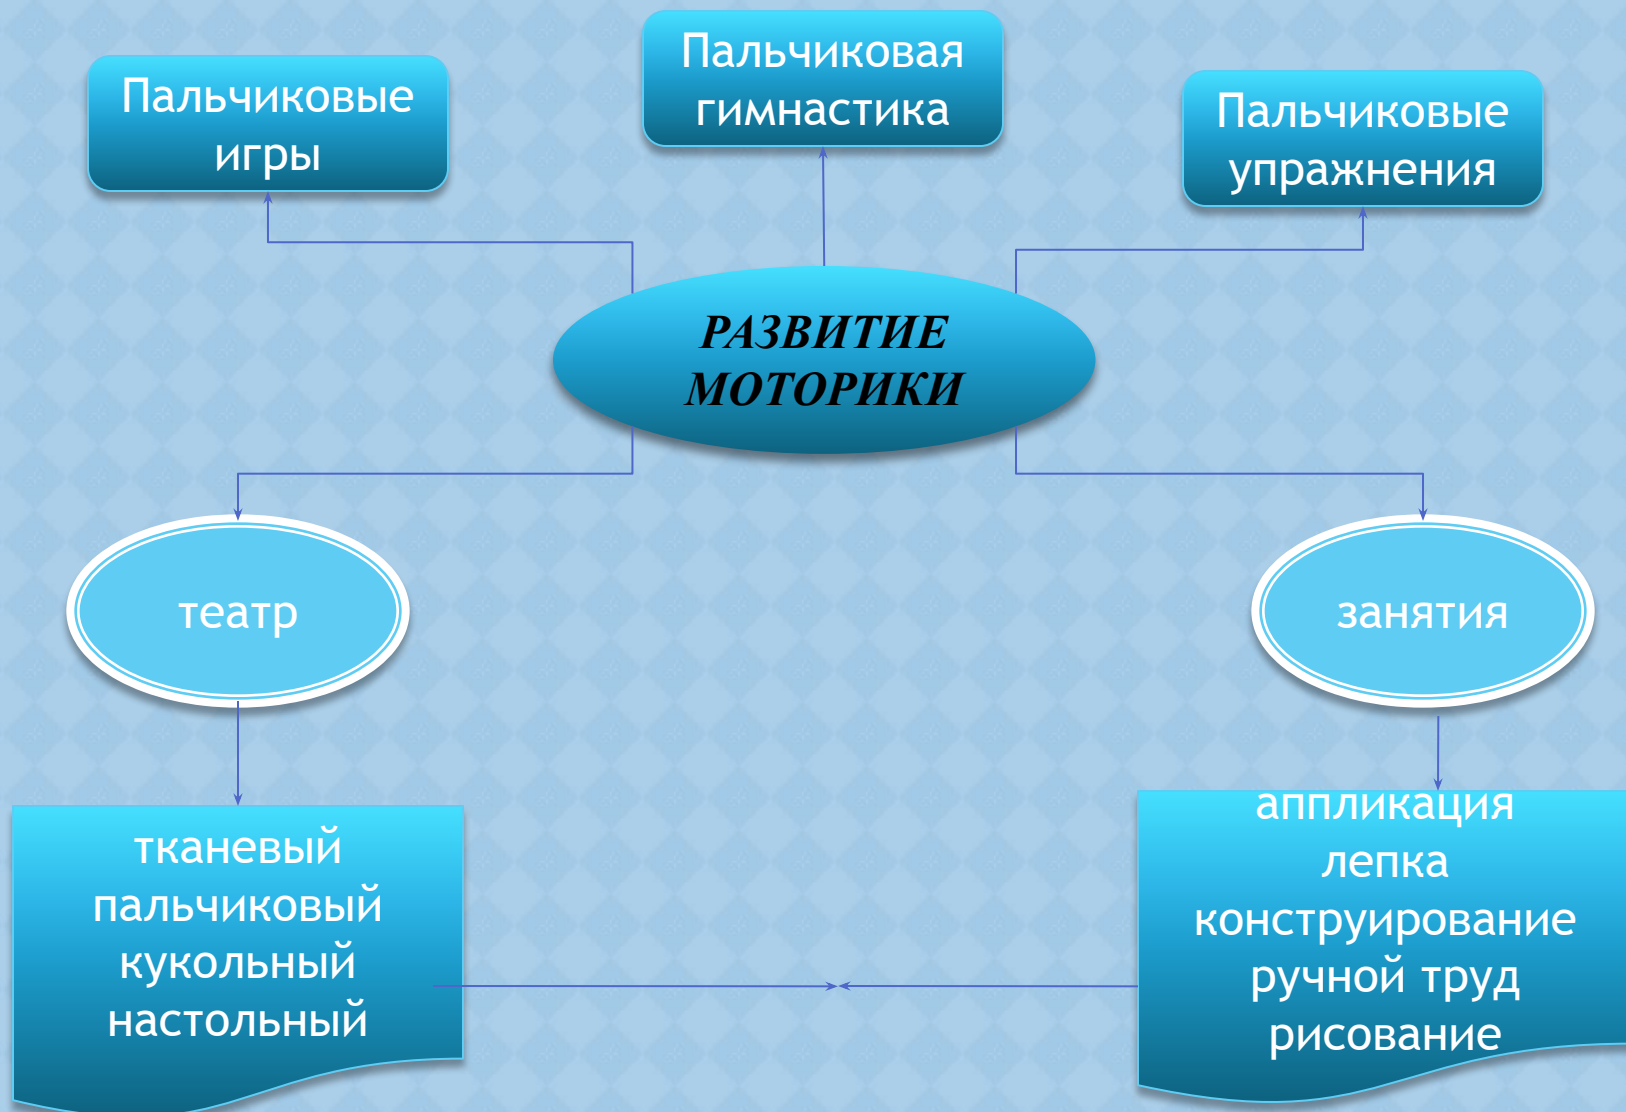 Пальчиковые
игры
Пальчиковая
гимнастика
Пальчиковые
упражнения
РАЗВИТИЕ
МОТОРИКИ
театр
занятия
тканевый
пальчиковый
кукольный
настольный
аппликация
лепка
конструирование
ручной труд
рисование